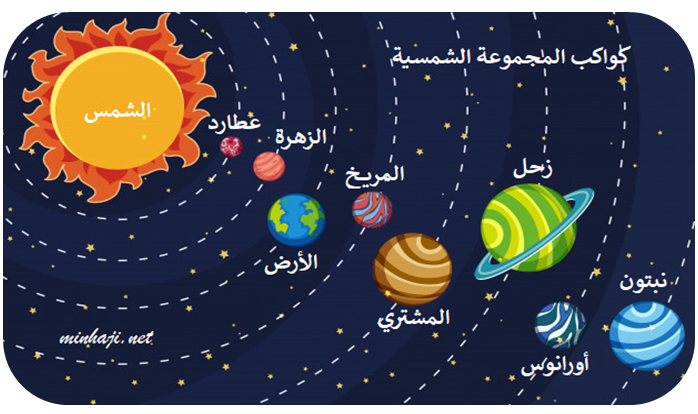 كواكب المجموعة الشمسية
الشمس
عطارد
الزهرة
الأرض
المريخ
المشتري
زحل
أورانوس
نبتون
minhaji.net